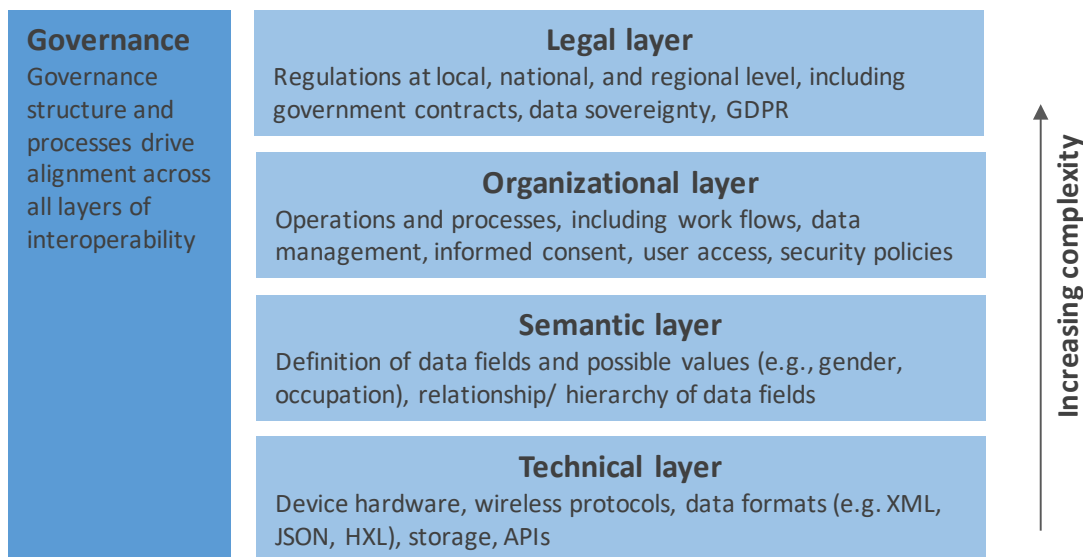 Governance
Governance
structure and
processes drive
alignment across
all layers of
interoperability
Legal layer
Regulations at local, national, and regional level, including
government contracts, data sovereignty, GDPR
Organizational layer
Operations and processes, including work flows, data
management, informed consent, user access, security policies
Semantic layer
Definition of data fields and possible values (e.g., gender,
occupation), relationship/ hierarchy of data fields
Technical layer
Device hardware, wireless protocols, data formats (e.g. XML,
JSON, HXL), storage, APIs
Increasing complexity